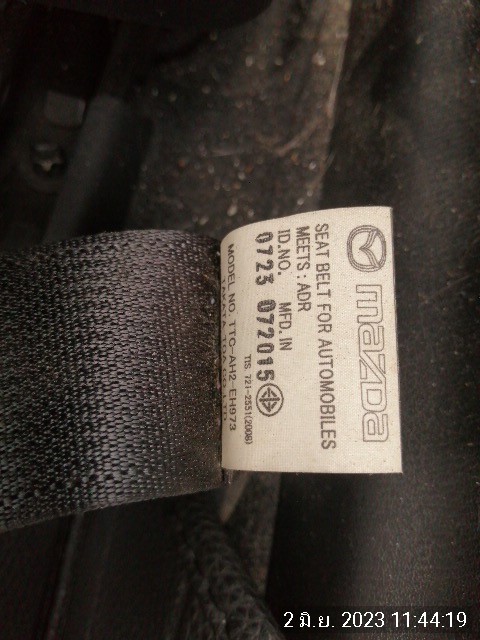 mazda
SEAT BELT FOR AUTOMOBILES
MEETS : ADR
ID.NO. MFD. IN
0723 072015
TIS. 721-2551(2008)
MODEL NO. TTC-AH2-EH973
2 มิ.ย. 2023 11:44:19